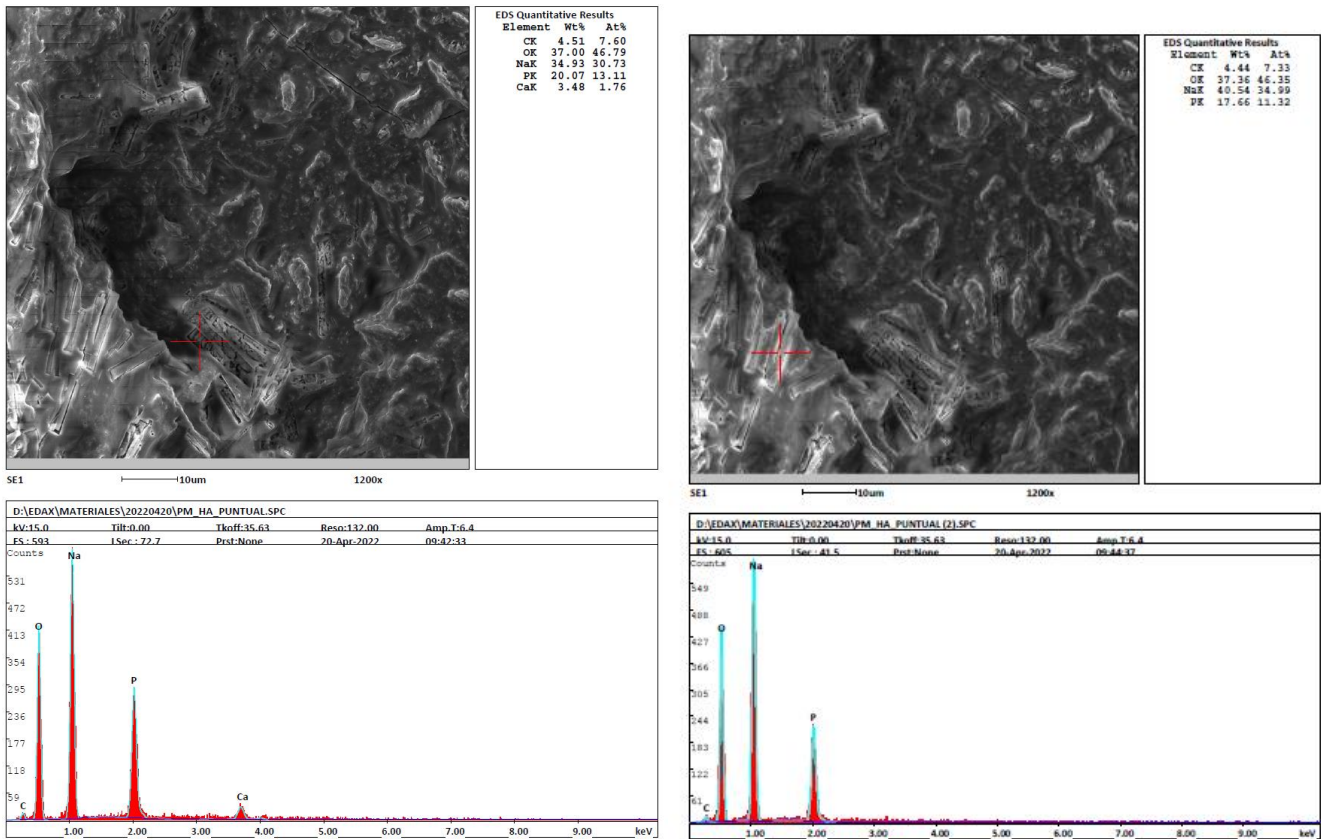 EDS Quantitative Results
Element Wt% At%
CK 4.51 7.60
OK 37.00 46.79
NaK 34.93 30.73
PK 20.07 13.11
CaK 3.48 1.76
SE1 10um 1200x
D:\EDAX\MATERIALES\20220420\PM_HA_PUNTUAL.SPC
kV:15.0 Tilt:0.00 Tkoff:35.63 Reso:132.00 Amp.T:6.4
FS : 593 LSec : 72.7 Prst:None 20-Apr-2022 09:42:33
Counts
Na
531
472
413
O
354
295
P
236
177
118
59
C
Ca
1.00 2.00 3.00 4.00 5.00 6.00 7.00 8.00 9.00 keV
EDS Quantitative Results
Element Wt% At%
CK 4.44 7.33
OK 37.36 46.35
NaK 40.54 34.99
PK 17.66 11.32
SE1 10um 1200x
D:\EDAX\MATERIALES\20220420\PM_HA_PUNTUAL (2).SPC
kV:15.0 Tilt:0.00 Tkoff:35.63 Reso:132.00 Amp.T:6.4
FS : 605 LSec : 41.5 Prst:None 20-Apr-2022 09:44:37
Counts
Na
549
488
O
427
366
305
244
P
183
122
61
C
1.00 2.00 3.00 4.00 5.00 6.00 7.00 8.00 9.00 keV